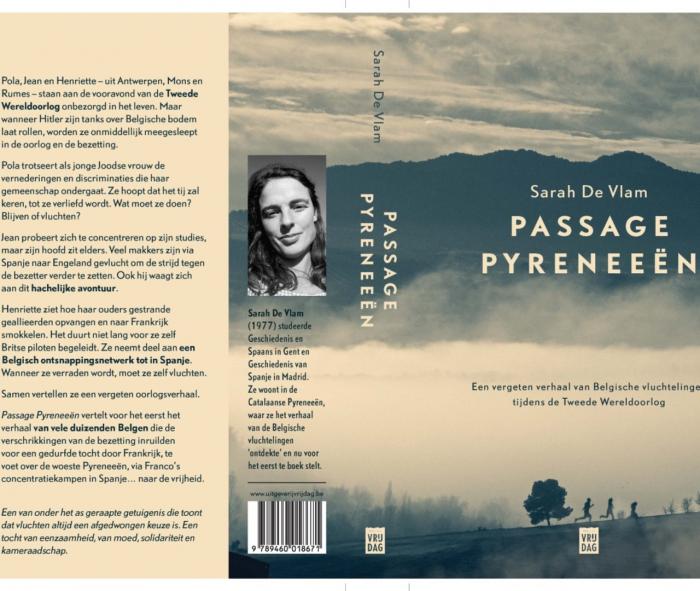 Pola, Jean en Henriette – uit Antwerpen, Mons en
Rumes – staan aan de vooravond van de Tweede
Wereldoorlog onbezorgd in het leven. Maar
wanneer Hitler zijn tanks over Belgische bodem
laat rollen, worden ze onmiddellijk meegesleept
in de oorlog en de bezetting.
Pola trotseert als jonge Joodse vrouw de
vernederingen en discriminaties die haar
gemeenschap ondergaat. Ze hoopt dat het tij zal
keren, tot ze verliefd wordt. Wat moet ze doen?
Blijven of vluchten?
Jean probeert zich te concentreren op zijn studies,
maar zijn hoofd zit elders. Veel makkers zijn via
Spanje naar Engeland gevlucht om de strijd tegen
de bezetter verder te zetten. Ook hij waagt zich
aan dit hachelijke avontuur.
Henriette ziet hoe haar ouders gestrande
geallieerden opvangen en naar Frankrijk
smokkelen. Het duurt niet lang voor ze zelf
Britse piloten begeleidt. Ze neemt deel aan een
Belgisch ontsnappingsnetwerk tot in Spanje.
Wanneer ze verraden wordt, moet ze zelf vluchten.
Samen vertellen ze een vergeten oorlogsverhaal.
Passage Pyreneeën vertelt voor het eerst het
verhaal van vele duizenden Belgen die de
verschrikkingen van de bezetting inruilden
voor een gedurfde tocht door Frankrijk, te
voet over de woeste Pyreneeën, via Franco's
concentratiekampen in Spanje... naar de vrijheid.
Een van onder het as geraapte getuigenis die toont
dat vluchten altijd een afgedwongen keuze is. Een
tocht van eenzaamheid, van moed, solidariteit en
kameraadschap.
Sarah De Vlam
(1977) studeerde
Geschiedenis en
Spaans in Gent en
Geschiedenis van
Spanje in Madrid.
Ze woont in de
Catalaanse Pyreneeën,
waar ze het verhaal
van de Belgische
vluchtelingen
'ontdekte' en nu voor
het eerst te boek stelt.
www.uitgeverijvrijdag.be
9 789460 018671
Sarah De Vlam
PASSAGE
PYRENEEËN
VRIJ
DAG
Sarah De Vlam
PASSAGE
PYRENEEËN
Een vergeten verhaal van Belgische vluchtelinge
tijdens de Tweede Wereldoorlog
VRIJ
DAG